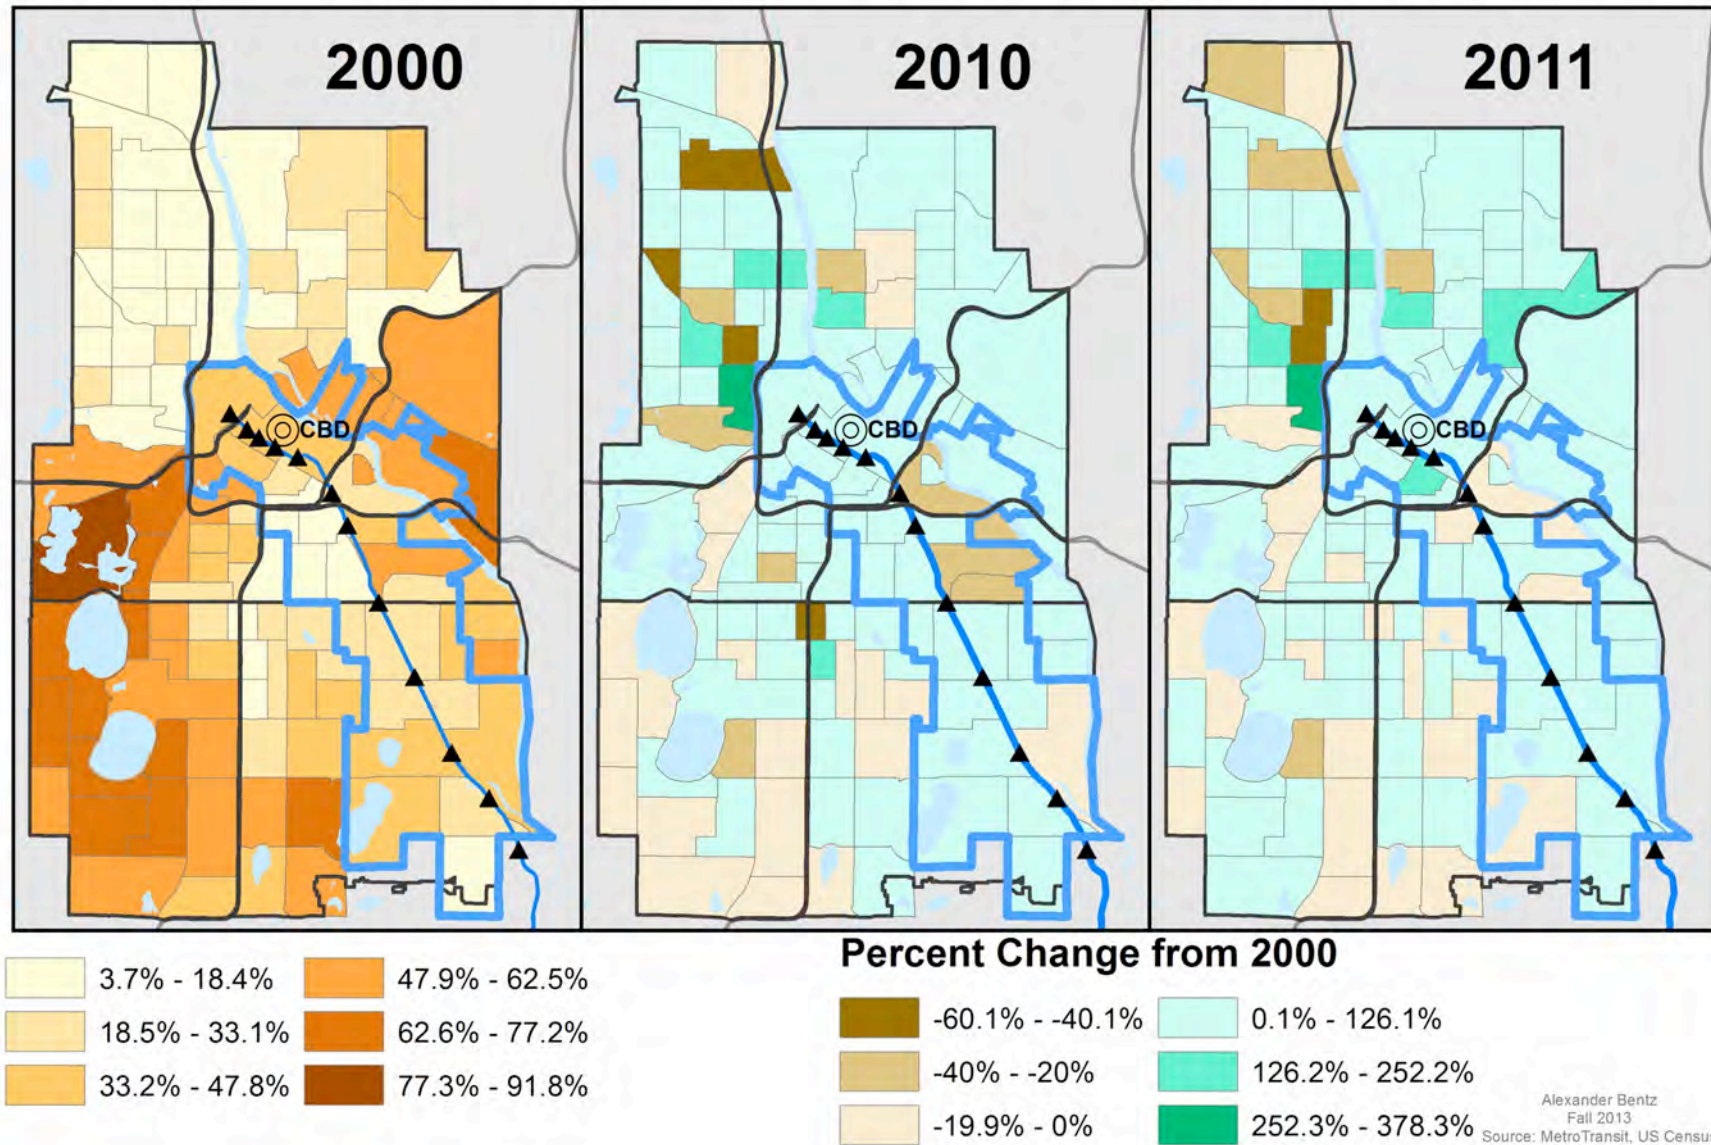 2000
2010
2011
CBD
CBD
CBD
3.7% - 18.4%
47.9% - 62.5%
18.5% - 33.1%
62.6% - 77.2%
33.2% - 47.8%
77.3% - 91.8%
Percent Change from 2000
-60.1% - -40.1%
0.1% - 126.1%
-40% - -20%
126.2% - 252.2%
-19.9% - 0%
252.3% - 378.3%
Alexander Bentz
Fall 2013
Source: MetroTransit, US Censu